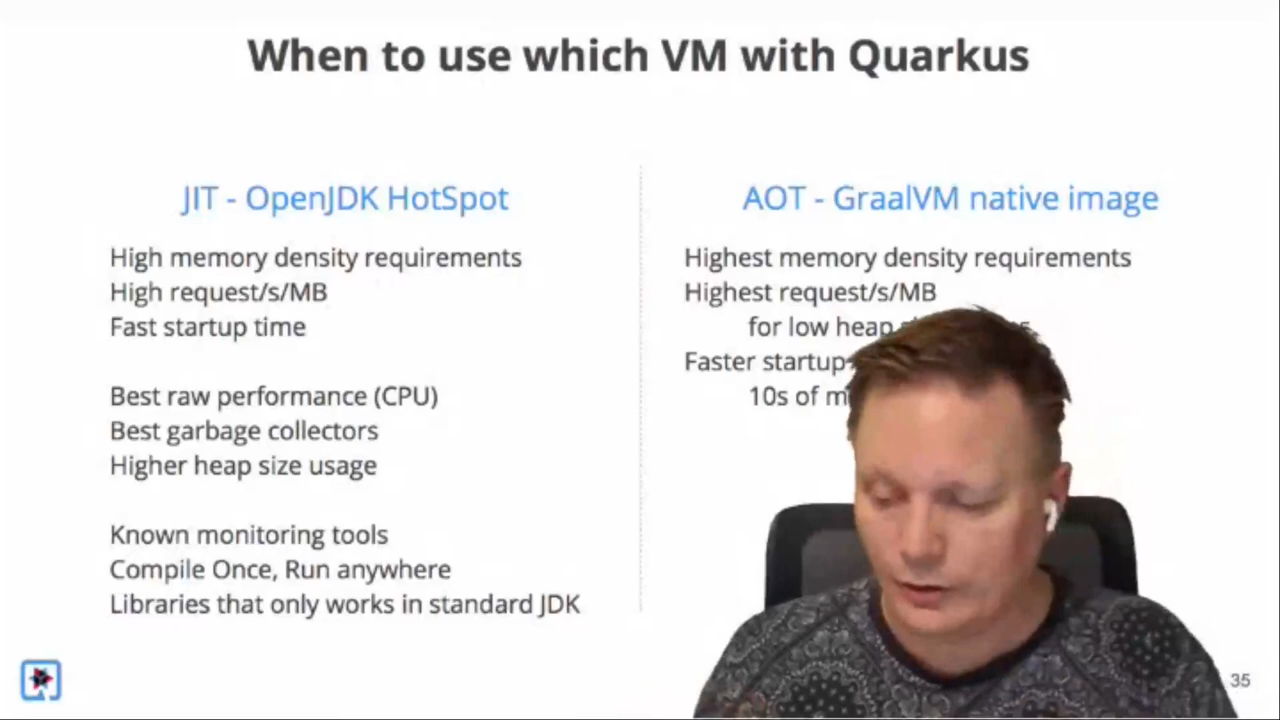 When to use which VM with Quarkus
JIT - OpenJDK HotSpot
High memory density requirements
High request/s/MB
Fast startup time
Best raw performance (CPU)
Best garbage collectors
Higher heap size usage
Known monitoring tools
Compile Once, Run anywhere
Libraries that only works in standard JDK
AOT - GraalVM native image
Highest memory density requirements
Highest request/s/MB
for low heap
Faster startup
10s of
35